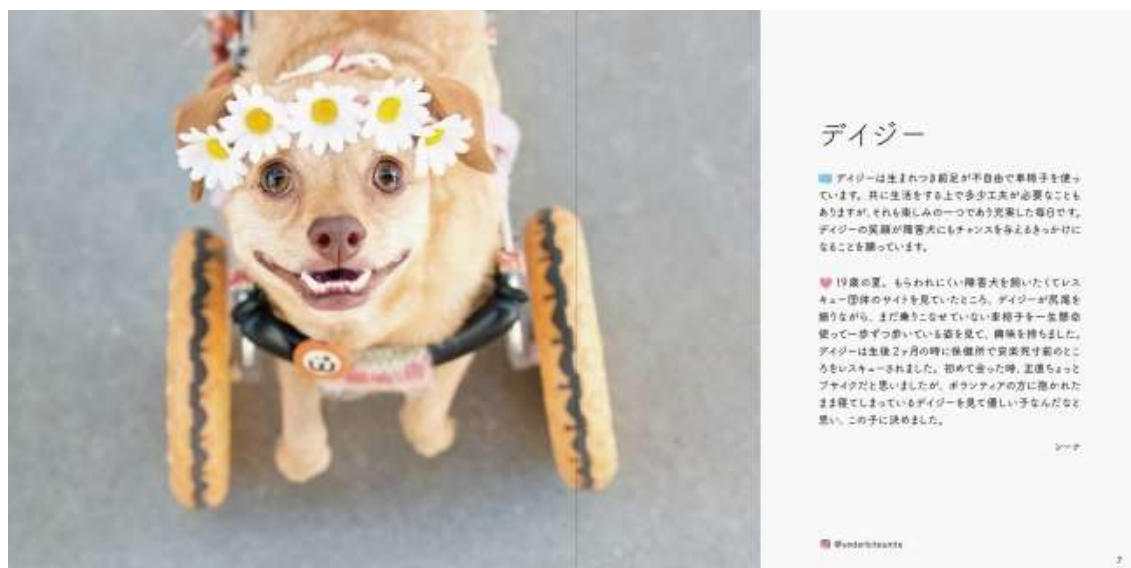 デイジー
デイジーは生まれつき前足が不自由で車椅子を使っ
ています。共に生活をする上で多少工夫が必要なことも
ありますが、それも楽しみの一つであり充実した毎日です。
デイジーの笑顔が障害犬にもチャンスを与えるきっかけに
なることを願っています。
19歳の夏。もらわれにくい障害犬を飼いたくてレス
キュー団体のサイトを見ていたところ、デイジーが尻尾を
振りながら、まだ乗りこなせていない車椅子を一生懸命
使って一歩ずつ歩いている姿を見て、興味を持ちました。
デイジーは生後2ヶ月の時に保健所で安楽死寸前のとこ
ろをレスキューされました。初めて会った時、正直ちょっと
ブサイクだと思いましたが、ボランティアの方に抱かれた
まま寝てしまっているデイジーを見て優しい子なんだなと
思い、この子に決めました。
シーナ
@underbiteunite
7